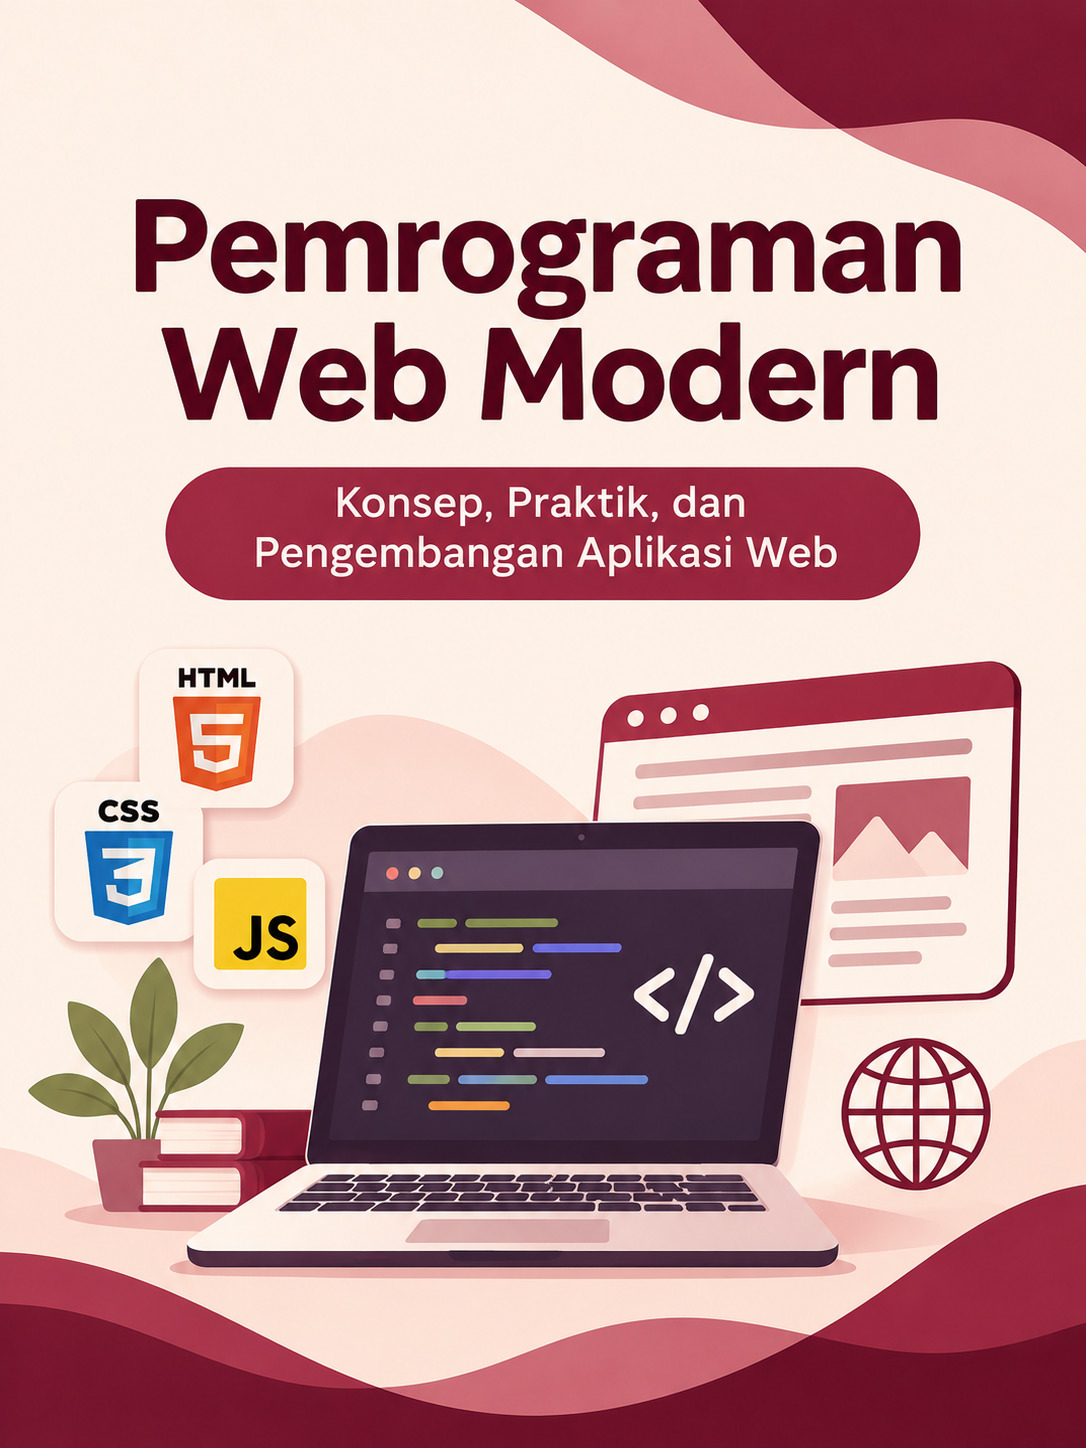 Pemrograman
Web Modern
Konsep, Praktik, dan
Pengembangan Aplikasi Web
HTML
5
CSS
3
JS
</>